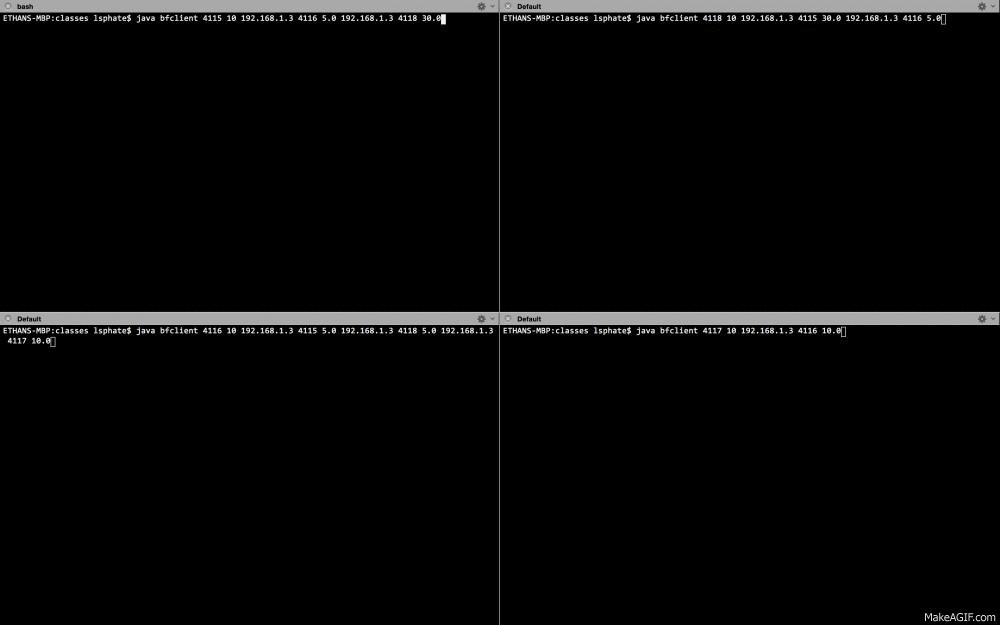 bash
ETHANS-MBP:classes lsphate$ java bfclient 4115 10 192.168.1.3 4116 5.0 192.168.1.3 4118 30.0
Default
ETHANS-MBP:classes lsphate$ java bfclient 4118 10 192.168.1.3 4115 30.0 192.168.1.3 4116 5.0
Default
ETHANS-MBP:classes lsphate$ java bfclient 4116 10 192.168.1.3 4115 5.0 192.168.1.3 4118 5.0 192.168.1.3
4117 10.0
Default
ETHANS-MBP:classes lsphate$ java bfclient 4117 10 192.168.1.3 4116 10.0
MakeAGIF.com